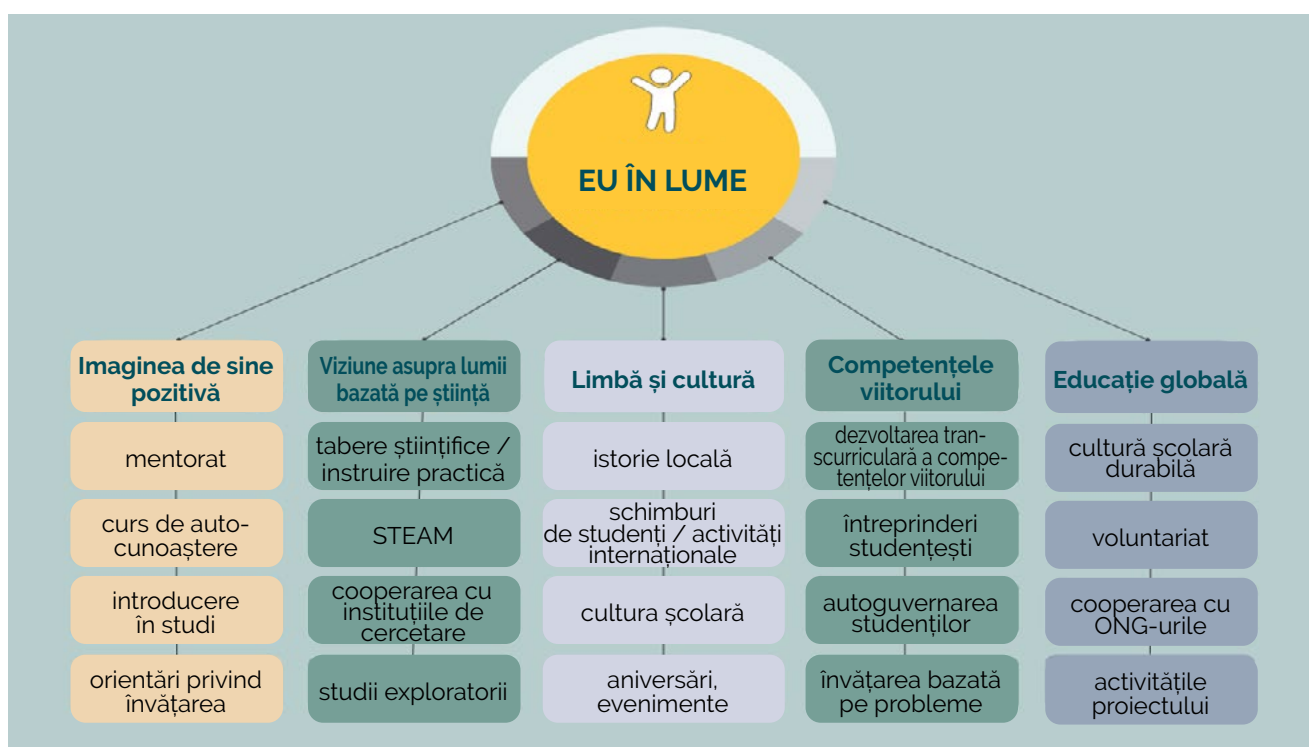 EU ÎN LUME
Imaginea de sine
pozitivă
mentorat
curs de auto-
cunoaștere
introducere
în studi
orientări privind
învățarea
Viziune asupra lumii
bazată pe știință
tabere științifice /
instruire practică
STEAM
cooperarea cu
instituțiile de
cercetare
studii exploratorii
Limbă și cultură
istorie locală
schimburi
de studenți / activități
internaționale
cultura școlară
aniversări,
evenimente
Competențele
viitorului
dezvoltarea tran-
scurriculară a compe-
tențelor viitorului
întreprinderi
studențești
autoguvernarea
studenților
învățarea bazată
pe probleme
Educație globală
cultură școlară
durabilă
voluntariat
cooperarea cu
ONG-urile
activitățile
proiectului